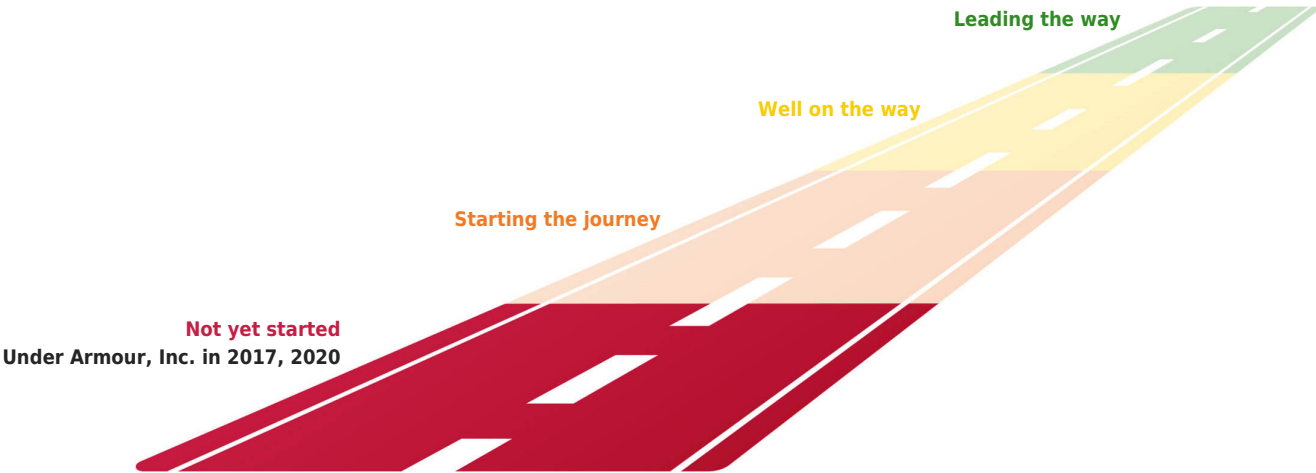 Leading the way
Well on the way
Starting the journey
Not yet started
Under Armour, Inc. in 2017, 2020